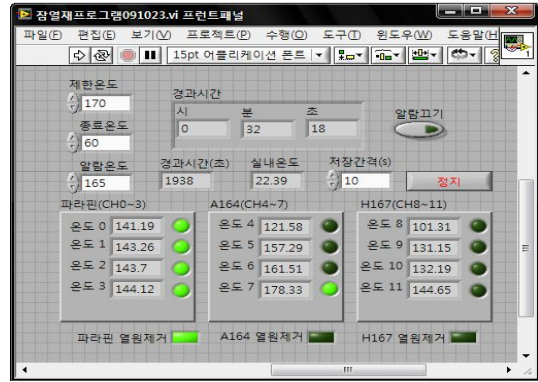 잠열재프로그램091023.vi 프런트패널
파일(F) 편집(E) 보기(V) 프로젝트(P) 수행(O) 도구(T) 윈도우(W) 도움말(H)
15pt 어플리케이션 폰트
제한온도
170
종료온도
60
알람온도
165
경과시간
시 분 초
0 32 18
알람끄기
경과시간(초) 실내온도 저장간격(s)
1938 22.39 10 정지
파라핀(CH0~3) A164(CH4~7) H167(CH8~11)
온도 0 141.19 온도 4 121.58 온도 8 101.31
온도 1 143.26 온도 5 157.29 온도 9 131.15
온도 2 143.7 온도 6 161.51 온도 10 132.19
온도 3 144.12 온도 7 178.33 온도 11 144.65
파라핀 열원제거 A164 열원제거 H167 열원제거